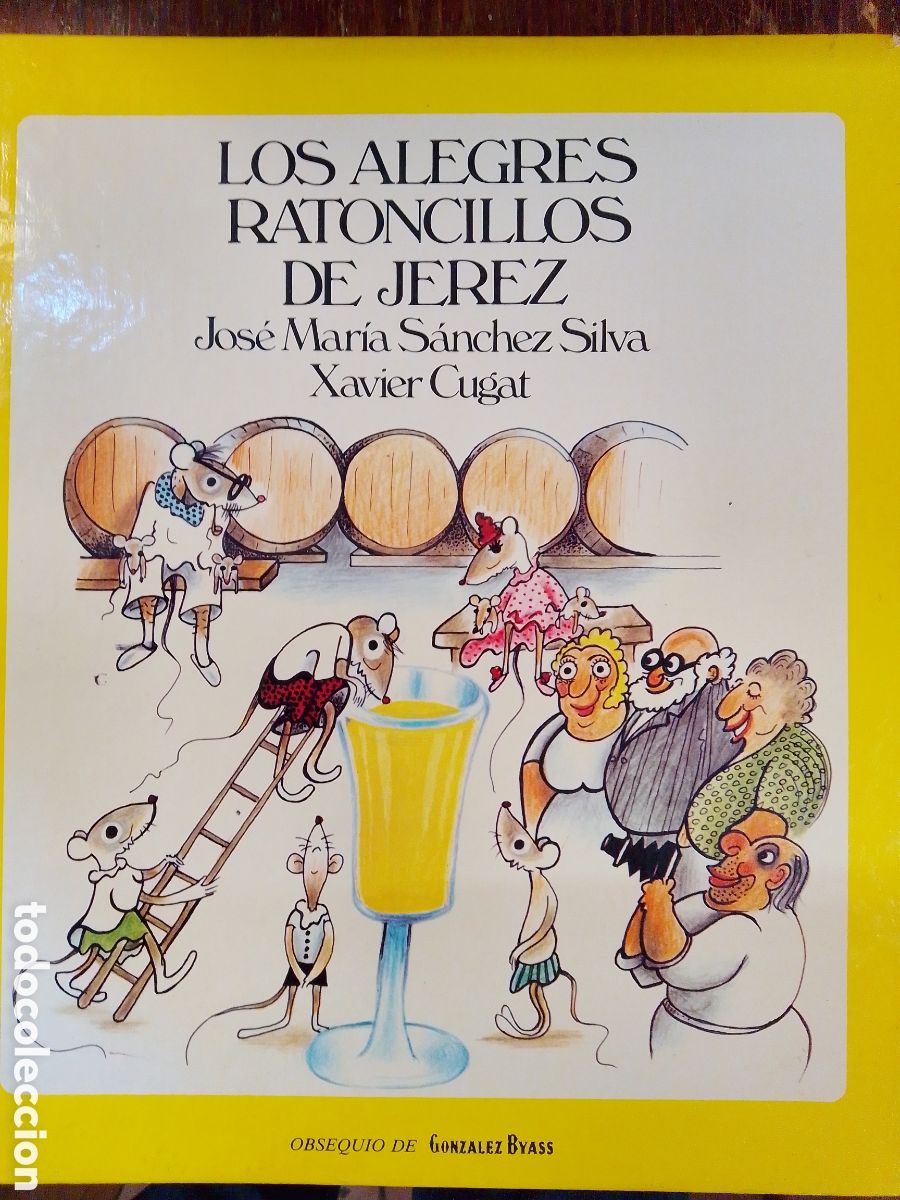 LOS ALEGRES
RATONCILLOS
DE JEREZ
José María Sánchez Silva
Xavier Cugat
OBSEQUIO DE GONZALEZ BYASS
todocoleccion